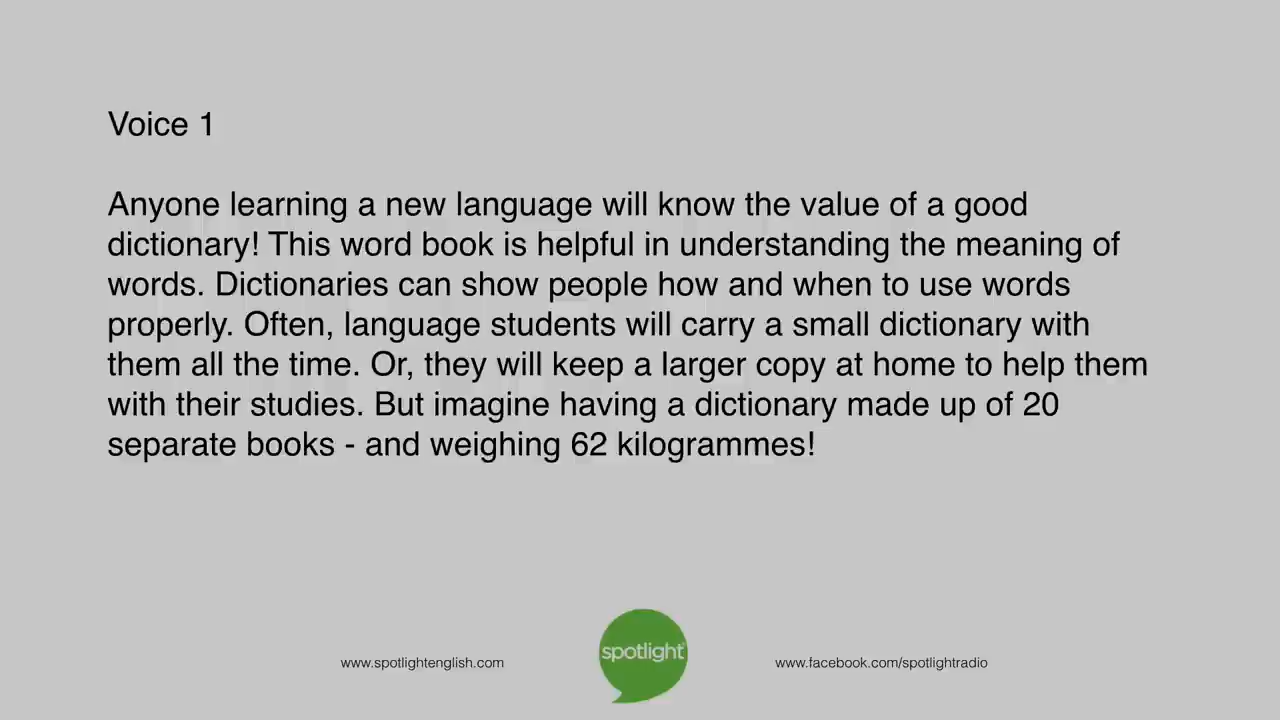 Voice 1
Anyone learning a new language will know the value of a good
dictionary! This word book is helpful in understanding the meaning of
words. Dictionaries can show people how and when to use words
properly. Often, language students will carry a small dictionary with
them all the time. Or, they will keep a larger copy at home to help them
with their studies. But imagine having a dictionary made up of 20
separate books - and weighing 62 kilogrammes!
www.spotlightenglish.com
spotlight®
www.facebook.com/spotlightradio